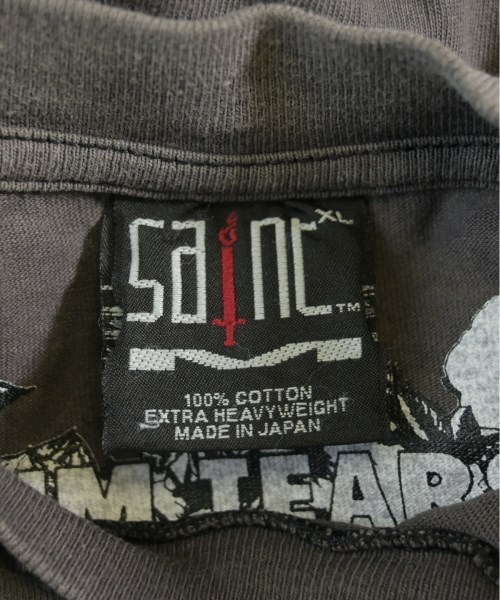 SAINT XL
TM
100% COTTON
EXTRA HEAVYWEIGHT
MADE IN JAPAN
TEARS